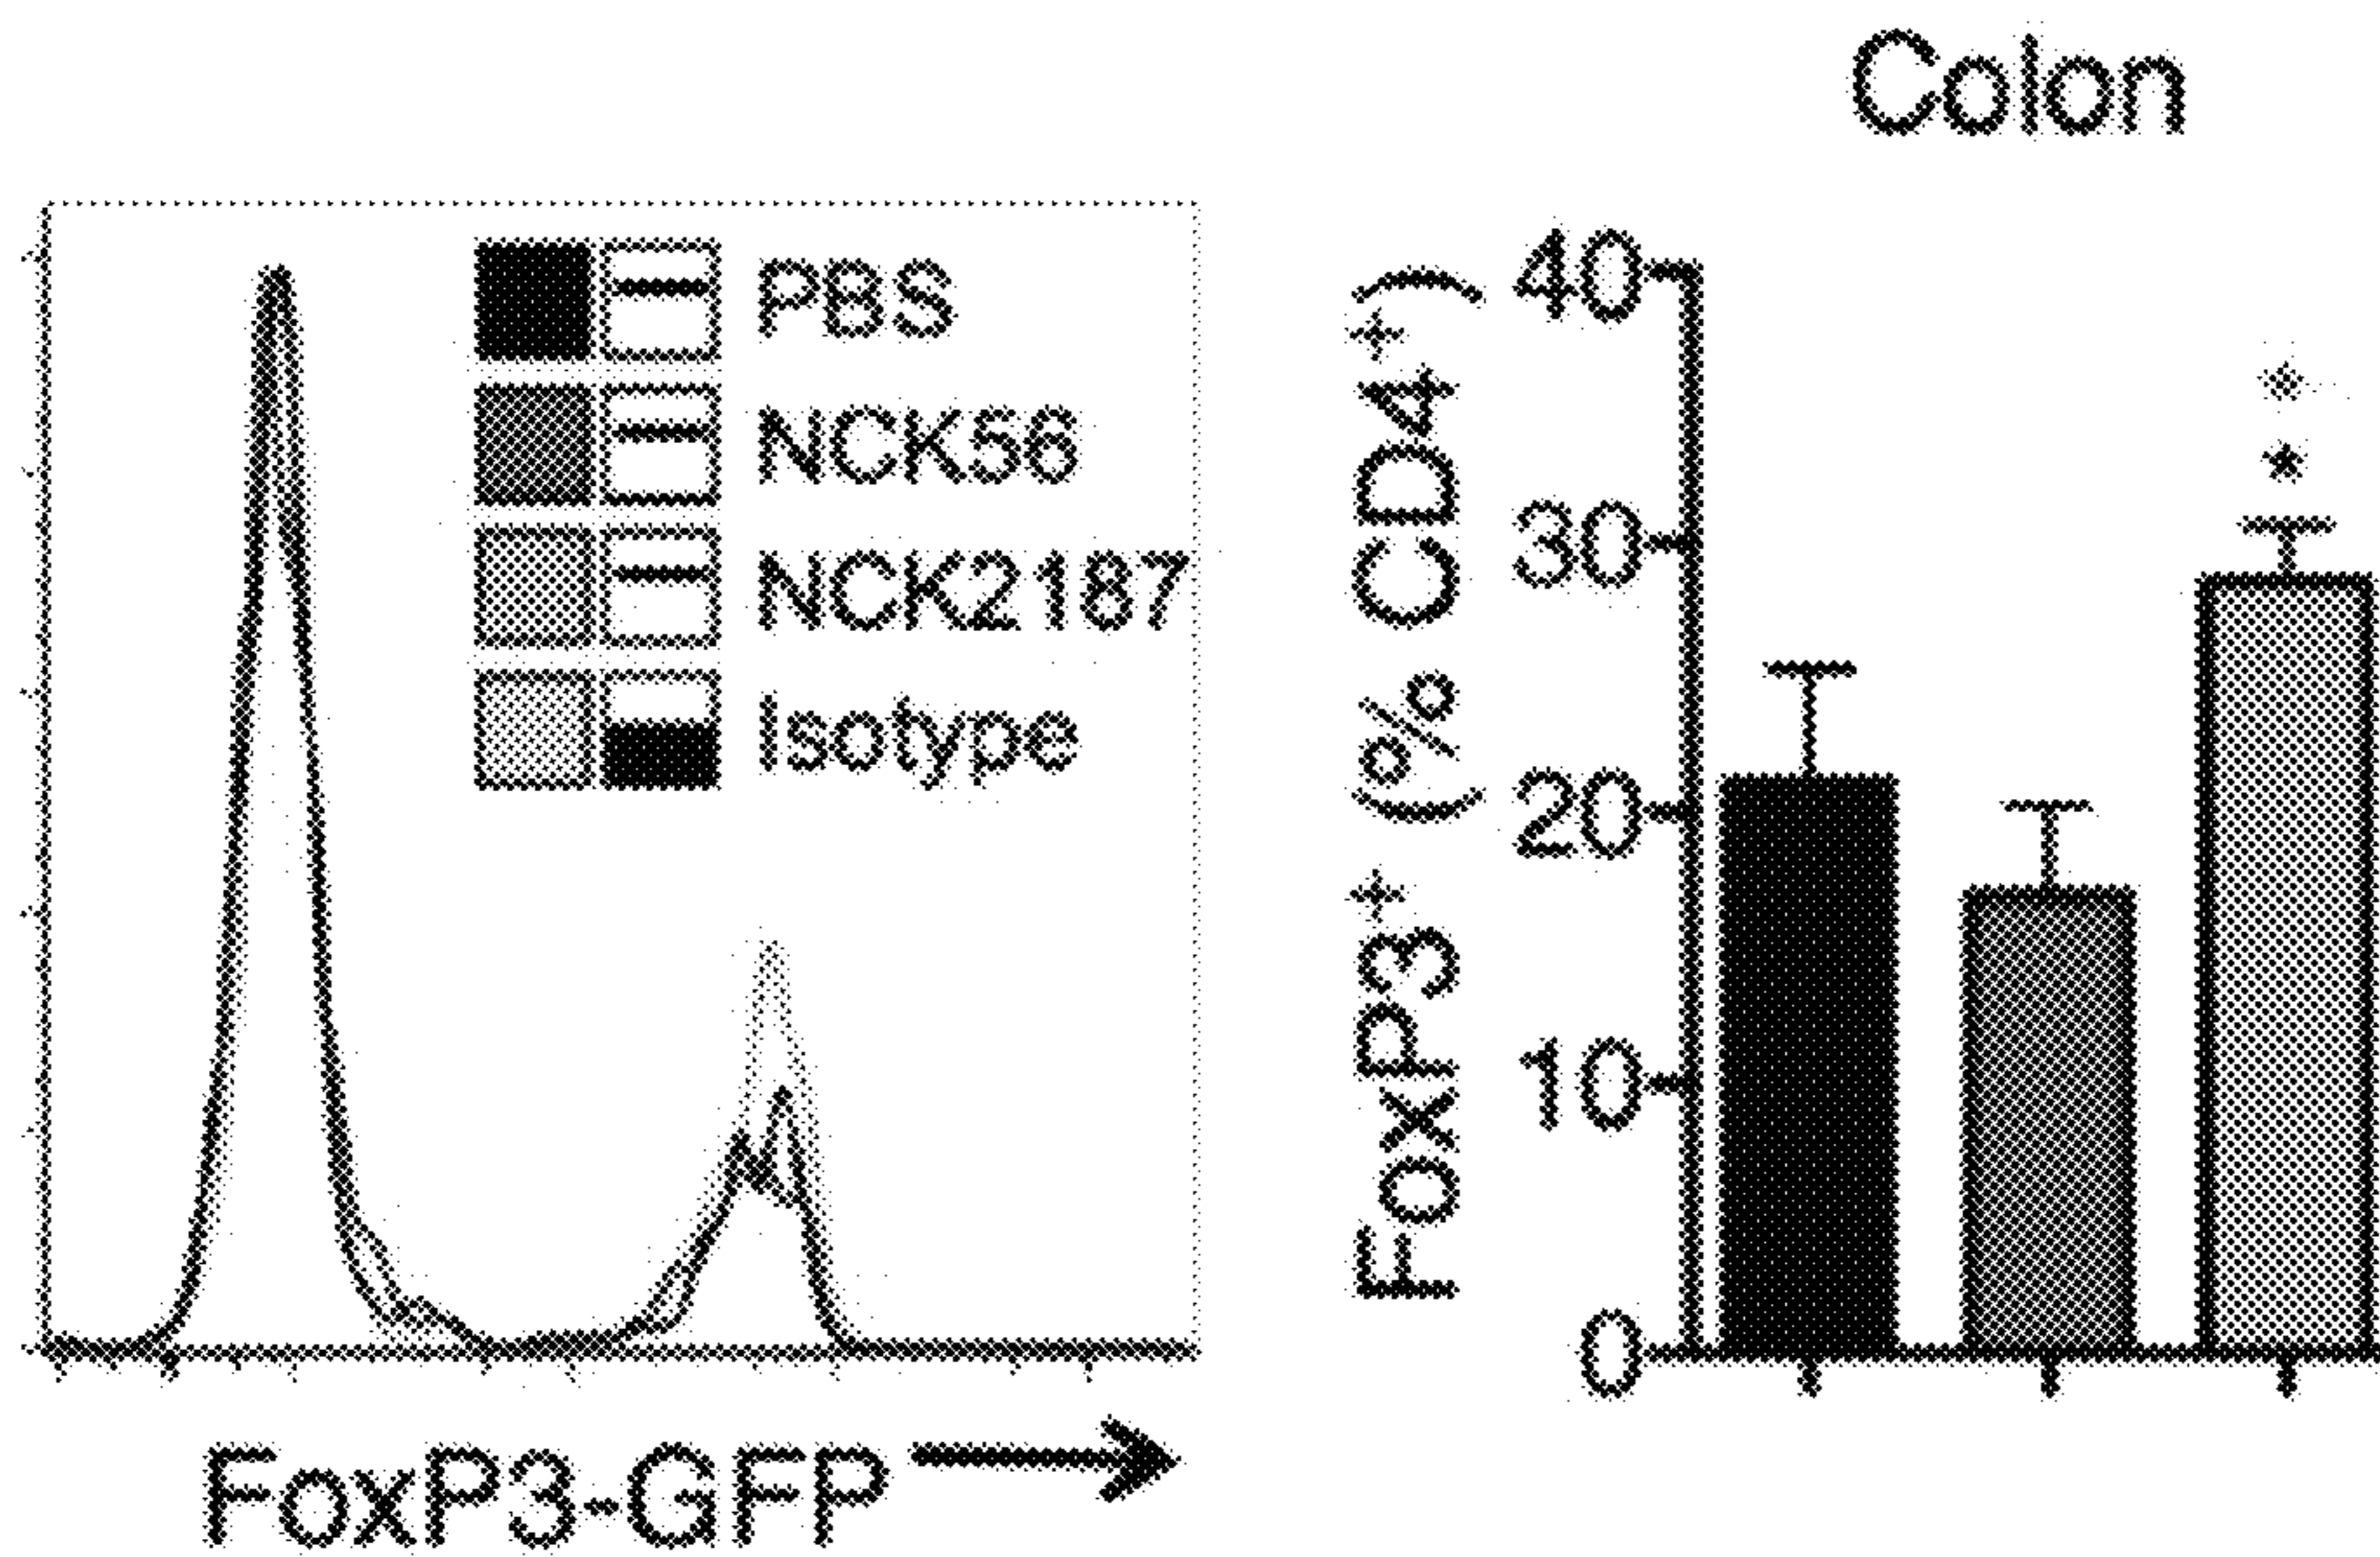 PBS
NCK56
NCK2187
Isotype
FoxP3-GFP
Colon
FoxP3⁺ (% CD4⁺)
40
30
20
10
0
*
*